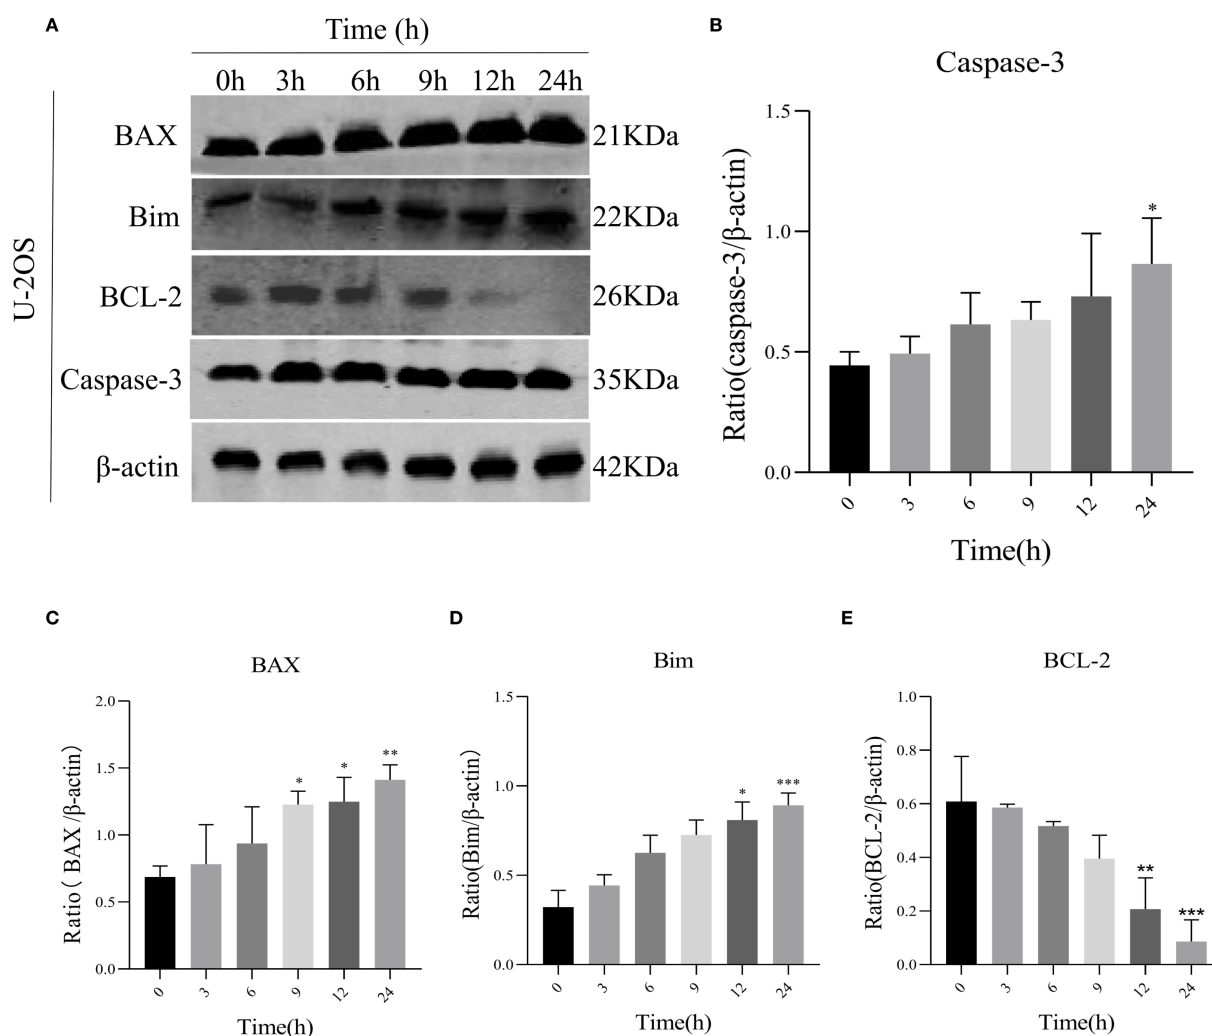 A
Time (h)
0h 3h 6h 9h 12h 24h
U-2OS
BAX 21KDa
Bim 22KDa
BCL-2 26KDa
Caspase-3 35KDa
β-actin 42KDa
B
Caspase-3
Ratio(caspase-3/β-actin)
1.5
1.0
0.5
0.0
*
0 3 6 9 12 24
Time(h)
C
BAX
Ratio( BAX /β-actin)
2.0
1.5
1.0
0.5
0.0
* * **
0 3 6 9 12 24
Time(h)
D
Bim
Ratio(Bim/β-actin)
1.5
1.0
0.5
0.0
* ***
0 3 6 9 12 24
Time(h)
E
BCL-2
Ratio(BCL-2/β-actin)
1.0
0.8
0.6
0.4
0.2
0.0
** ***
0 3 6 9 12 24
Time(h)